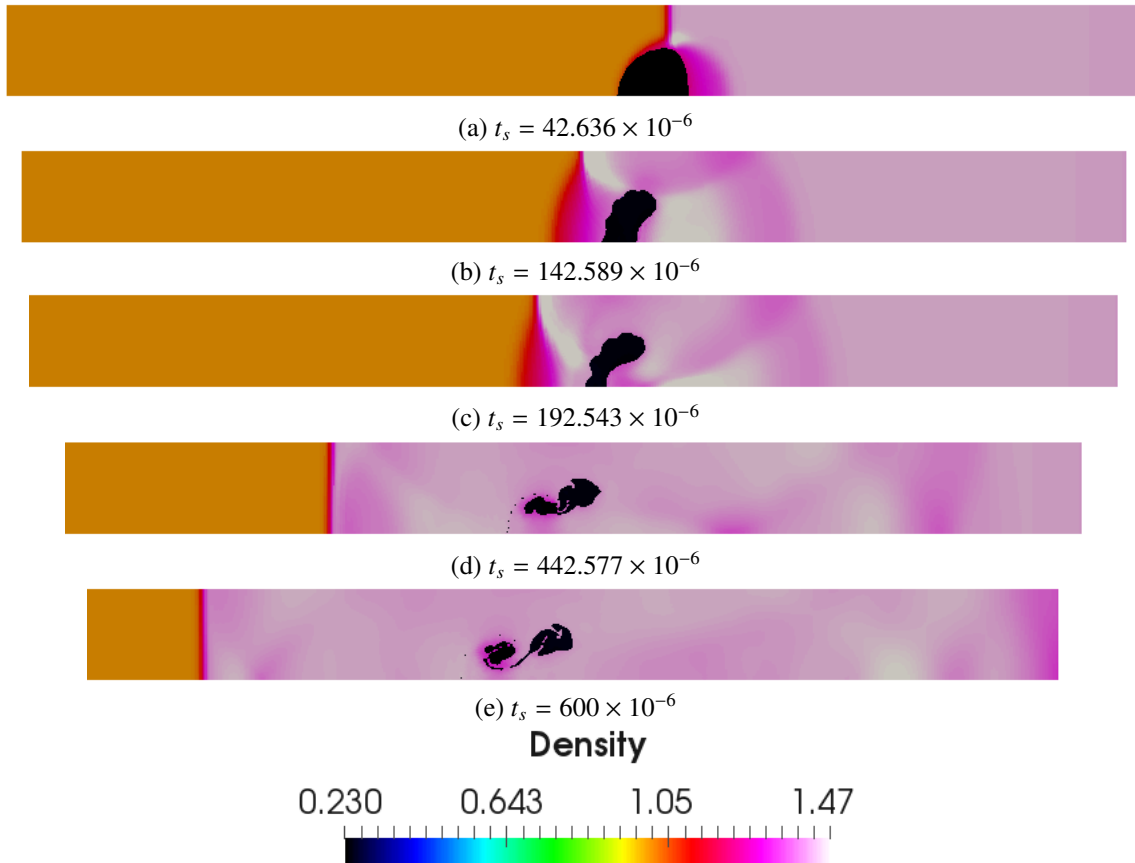 (a) t_s = 42.636 × 10⁻⁶
(b) t_s = 142.589 × 10⁻⁶
(c) t_s = 192.543 × 10⁻⁶
(d) t_s = 442.577 × 10⁻⁶
(e) t_s = 600 × 10⁻⁶
Density
0.230 0.643 1.05 1.47